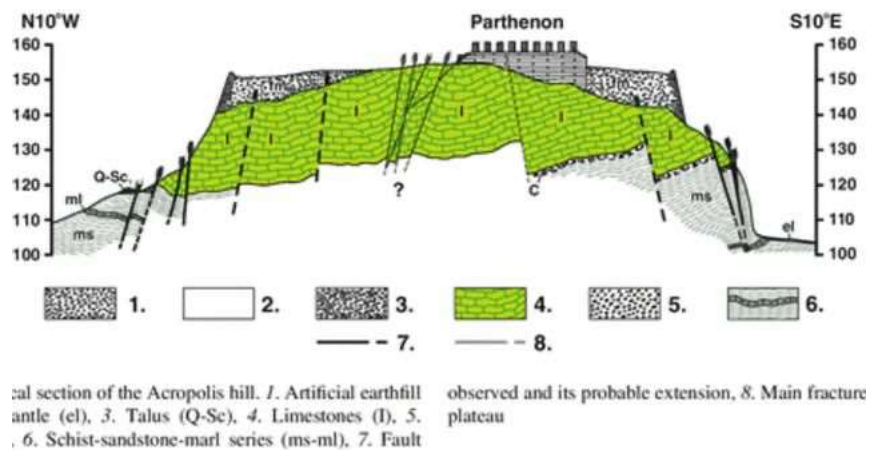 N10°W Parthenon S10°E
160 160
150 150
140 140
130 130
120 120
110 110
100 100
Q-Sc.
ml
ms
l l l l l l
?
C
ms
el
1. 2. 3. 4. 5. 6.
7. 8.
cal section of the Acropolis hill. 1. Artificial earthfill
antle (el), 3. Talus (Q-Sc), 4. Limestones (I), 5.
, 6. Schist-sandstone-marl series (ms-ml), 7. Fault
observed and its probable extension, 8. Main fracture
plateau